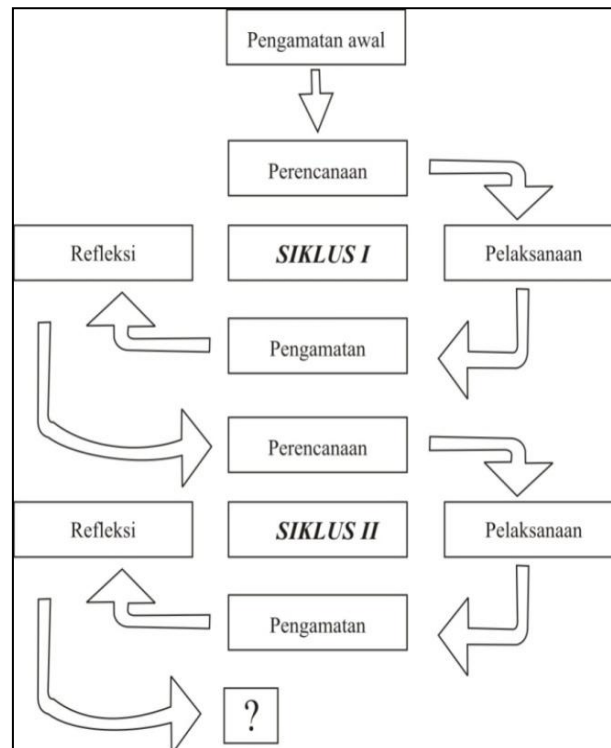 Pengamatan awal
Perencanaan
Refleksi
SIKLUS I
Pelaksanaan
Pengamatan
Perencanaan
Refleksi
SIKLUS II
Pelaksanaan
Pengamatan
?